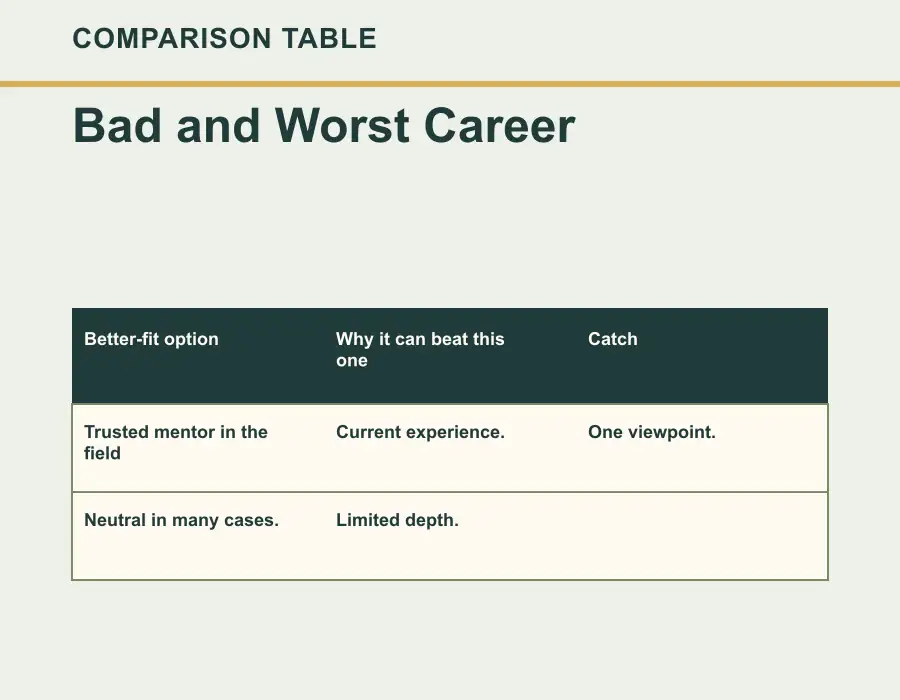 COMPARISON TABLE
Bad and Worst Career
Better-fit option
Why it can beat this
one
Catch
Trusted mentor in the
field
Current experience.
One viewpoint.
Neutral in many cases.
Limited depth.